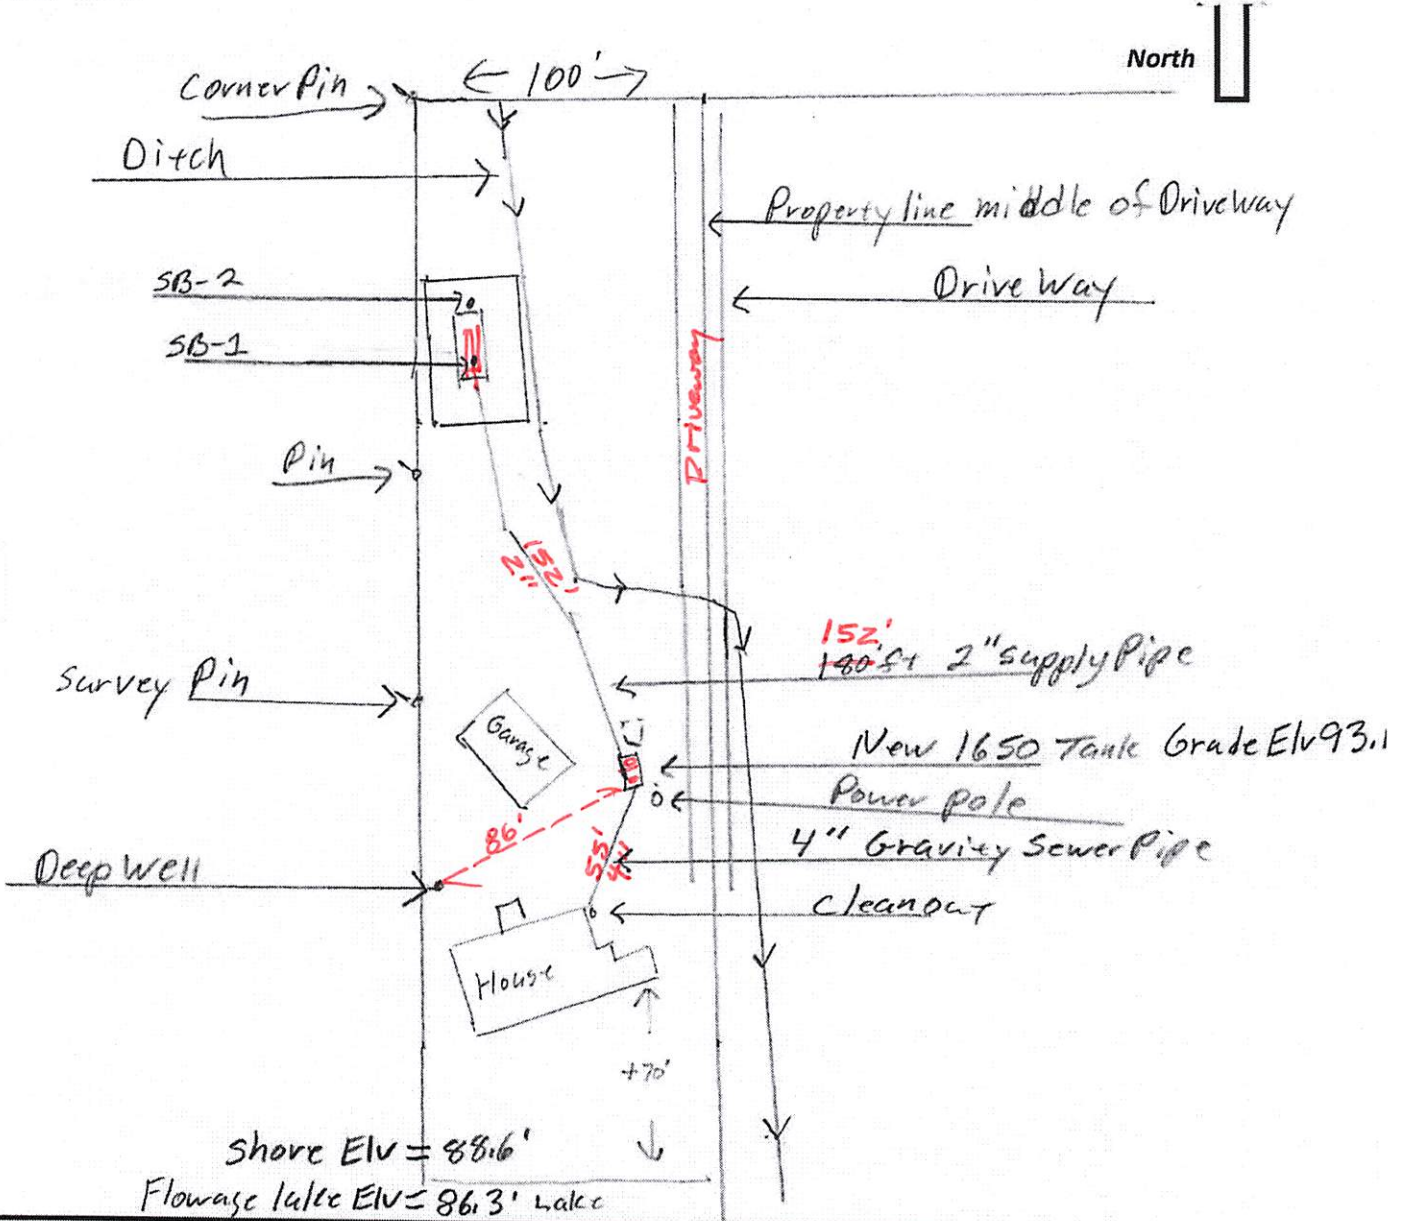 North
Corner Pin
100'
Ditch
Property line middle of Driveway
SB-2
Drive Way
SB-1
Driveway
Pin
152'
2"
152'
180' ft 2" supply Pipe
Survey Pin
Garage
New 1650 Tank Grade Elv 93.1
Power pole
86'
55'
4"
4" Gravity Sewer Pipe
Deep Well
Cleanout
House
+70'
Shore Elv = 88.6'
Flowage lake Elv = 86.3' Lake